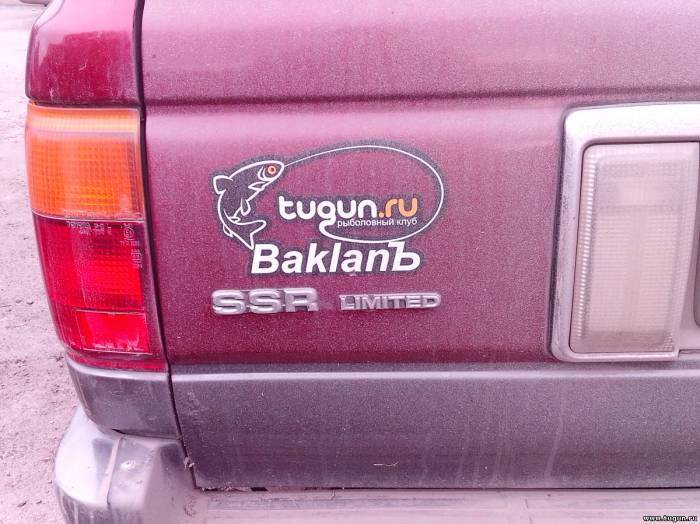 tugun.ru
рыболовный клуб
BaklanЪ
SSR LIMITED
www.tugun.ru